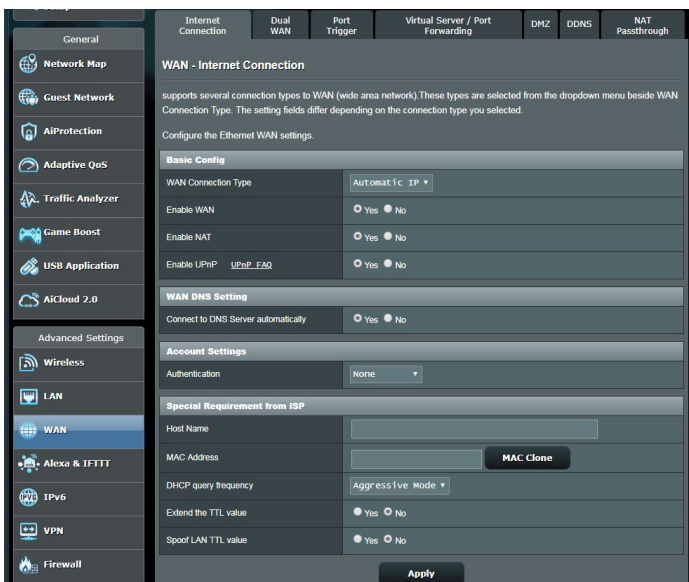 General
Network Map
Guest Network
AiProtection
Adaptive QoS
Traffic Analyzer
Game Boost
USB Application
AiCloud 2.0
Advanced Settings
Wireless
LAN
WAN
Alexa & IFTTT
IPv6
VPN
Firewall
Internet Connection
Dual WAN
Port Trigger
Virtual Server / Port Forwarding
DMZ
DDNS
NAT Passthrough
WAN - Internet Connection
supports several connection types to WAN (wide area network).These types are selected from the dropdown menu beside WAN
Connection Type. The setting fields differ depending on the connection type you selected.
Configure the Ethernet WAN settings.
Basic Config
WAN Connection Type Automatic IP
Enable WAN Yes No
Enable NAT Yes No
Enable UPnP UPnP FAQ Yes No
WAN DNS Setting
Connect to DNS Server automatically Yes No
Account Settings
Authentication None
Special Requirement from ISP
Host Name
MAC Address MAC Clone
DHCP query frequency Aggressive Mode
Extend the TTL value Yes No
Spoof LAN TTL value Yes No
Apply